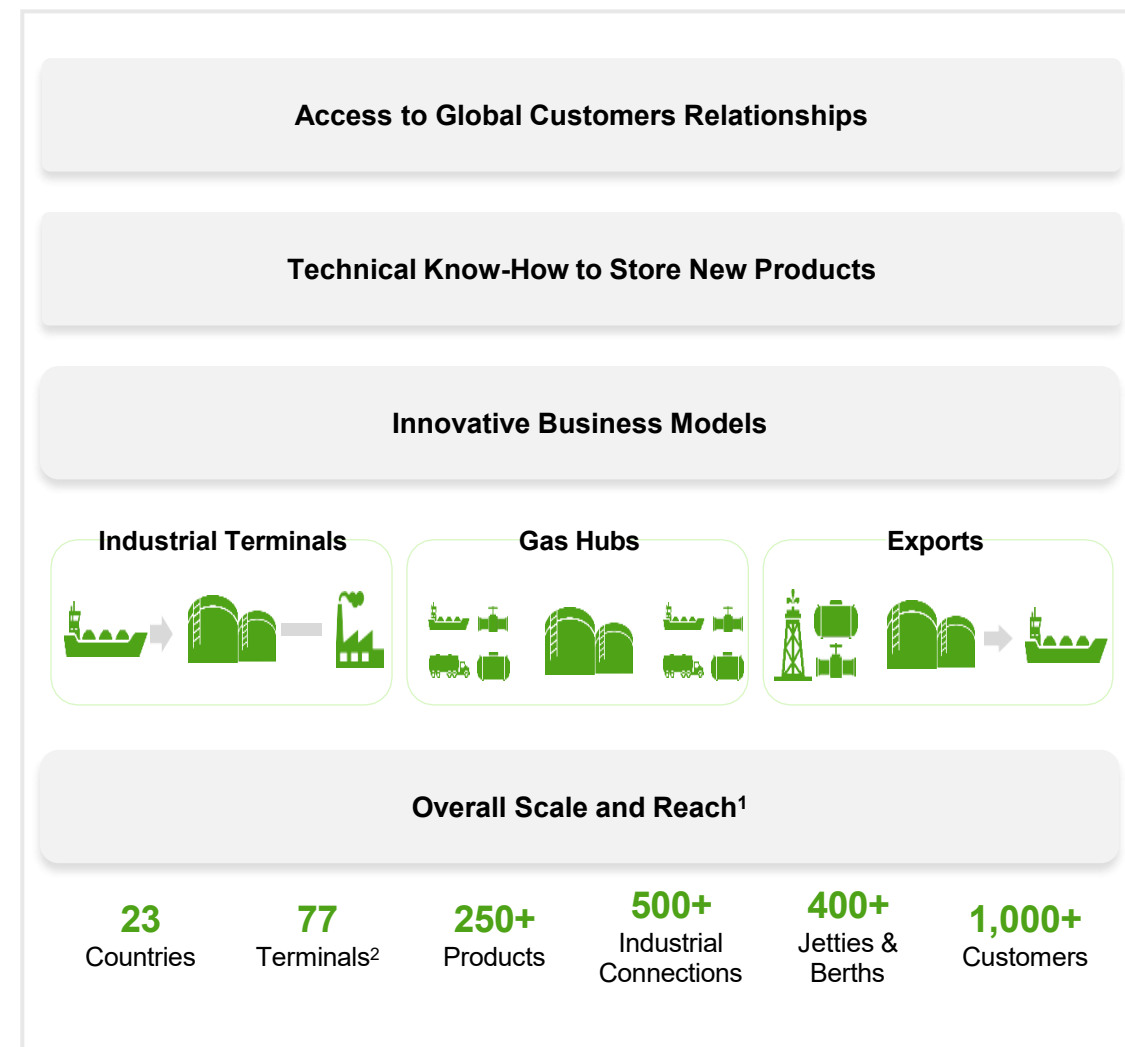 Access to Global Customers Relationships
Technical Know-How to Store New Products
Innovative Business Models
Industrial Terminals
Gas Hubs
Exports
Overall Scale and Reach¹
23
Countries
77
Terminals²
250+
Products
500+
Industrial
Connections
400+
Jetties &
Berths
1,000+
Customers